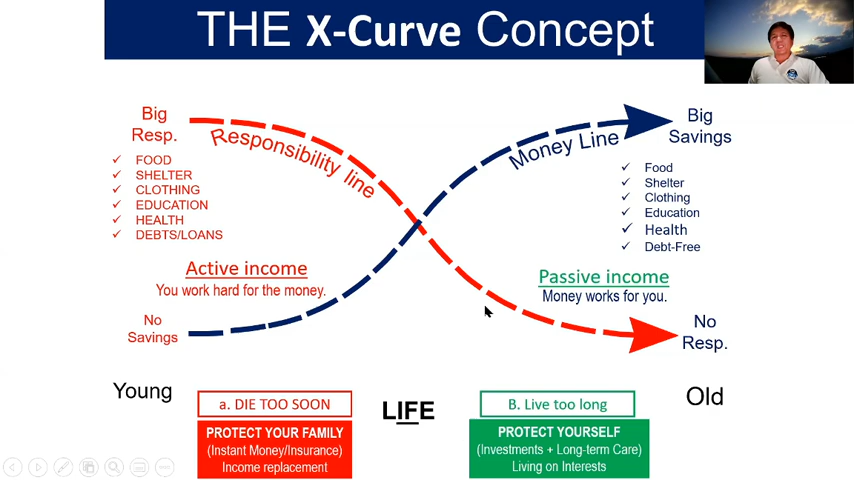 THE X-Curve Concept
Big
Resp.
Responsibility line
✓ FOOD
✓ SHELTER
✓ CLOTHING
✓ EDUCATION
✓ HEALTH
✓ DEBTS/LOANS
Money Line
Big
Savings
✓ Food
✓ Shelter
✓ Clothing
✓ Education
✓ Health
✓ Debt-Free
Active income
You work hard for the money.
Passive income
Money works for you.
No
Savings
No
Resp.
Young
a. DIE TOO SOON
PROTECT YOUR FAMILY
(Instant Money/Insurance)
Income replacement
LIFE
B. Live too long
PROTECT YOURSELF
(Investments + Long-term Care)
Living on Interests
Old